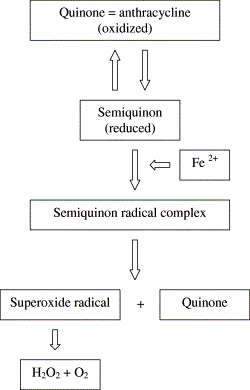 Quinone = anthracycline
(oxidized)
Semiquinon
(reduced)
Fe 2+
Semiquinon radical complex
Superoxide radical + Quinone
H2O2 + O2